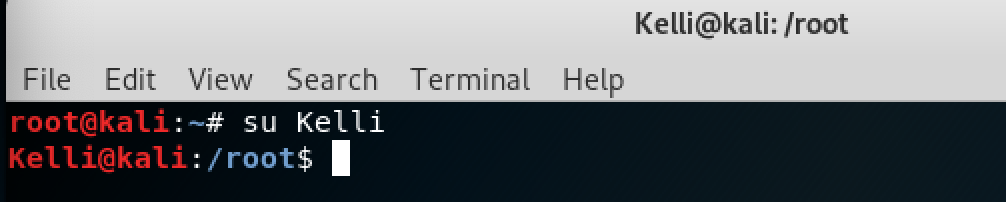 Kelli@kali: /root
File Edit View Search Terminal Help
root@kali:~# su Kelli
Kelli@kali:/root$